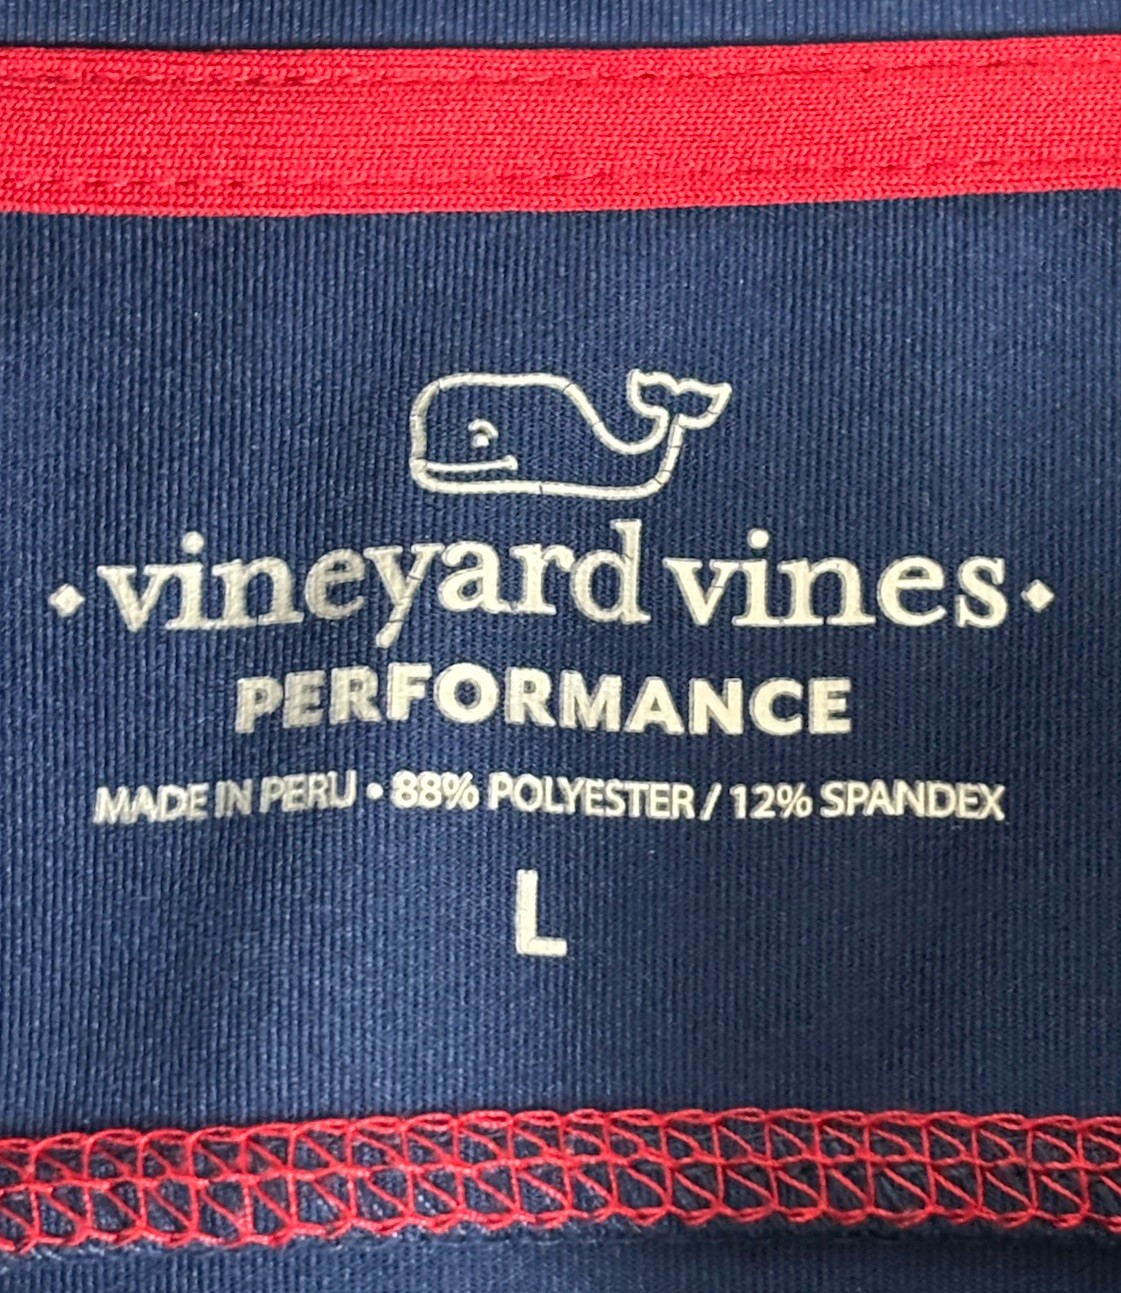 vineyard vines
PERFORMANCE
MADE IN PERU • 88% POLYESTER / 12% SPANDEX
L